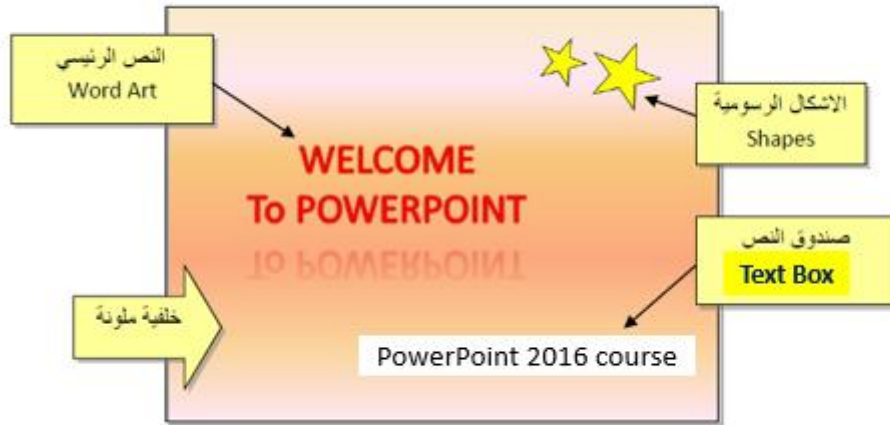 النص الرئيسي
Word Art
الاشكال الرسومية
Shapes
WELCOME
To POWERPOINT
صندوق النص
Text Box
خلفية ملونة
PowerPoint 2016 course